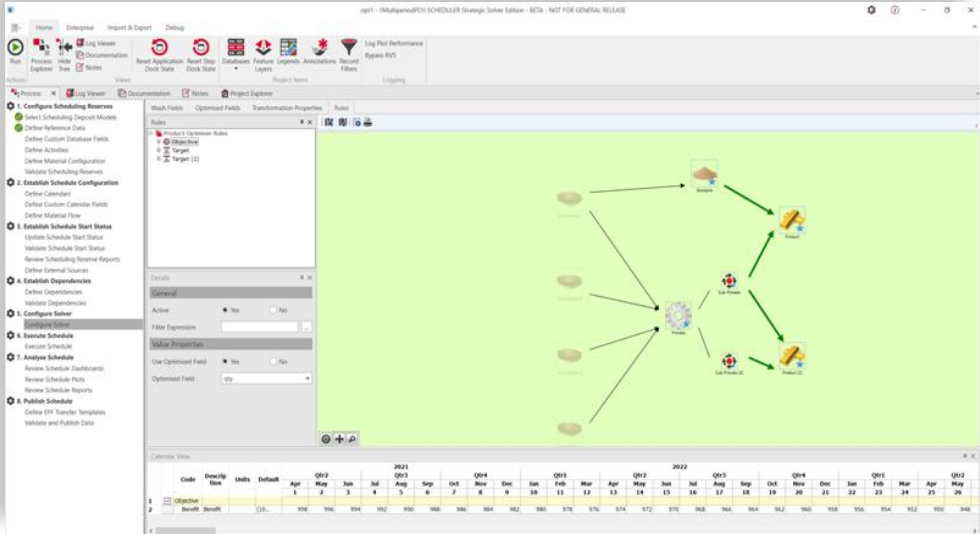 opt1 - !(MultiperiodPO1) SCHEDULER Strategic Solver Edition - BETA - NOT FOR GENERAL RELEASE
Home Enterprise Import & Export Debug
Log Viewer
Documentation
Notes
Run
Process Explorer
Hide Tree
Reset Application Dock State
Reset Step Dock State
Databases
Feature Layers
Legends
Annotations
Record Filters
Log Plot Performance
Bypass RVS
Actions Views Project Items Logging
Process Log Viewer Documentation Notes Project Explorer
1. Configure Scheduling Reserves
Select Scheduling Deposit Models
Define Reference Data
Define Custom Database Fields
Define Activities
Define Material Configuration
Validate Scheduling Reserves
2. Establish Schedule Configuration
Define Calendars
Define Custom Calendar Fields
Define Material Flow
3. Establish Schedule Start Status
Update Schedule Start Status
Validate Schedule Start Status
Review Scheduling Reserve Reports
Define External Sources
4. Establish Dependencies
Define Dependencies
Validate Dependencies
5. Configure Solver
Configure Solver
6. Execute Schedule
Execute Schedule
7. Analyse Schedule
Review Schedule Dashboards
Review Schedule Plots
Review Schedule Reports
8. Publish Schedule
Define EPF Transfer Templates
Validate and Publish Data
Wash Fields Optimised Fields Transformation Properties Rules
Rules
Product Optimiser Rules
Objective
Target
Target [2]
Details
General
Active Yes No
Filter Expression ...
Value Properties
Use Optimised Field Yes No
Optimised Field qty
Stockpile
Product
Sub-Process
Process
Sub-Process [2]
Product [2]
Calendar View
2021 2022
Qtr2 Qtr3 Qtr4 Qtr1 Qtr2 Qtr3 Qtr4 Qtr1 Qtr2
Code Description Units Default Apr May Jun Jul Aug Sep Oct Nov Dec Jan Feb Mar Apr May Jun Jul Aug Sep Oct Nov Dec Jan Feb Mar Apr May
1 2 3 4 5 6 7 8 9 10 11 12 13 14 15 16 17 18 19 20 21 22 23 24 25 26
1 Objective
2 Benefit Benefit (10... 998 996 994 992 990 988 986 984 982 980 978 976 974 972 970 968 966 964 962 960 958 956 954 952 950 948